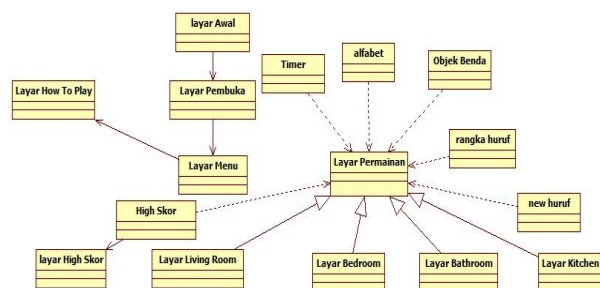 layar Awal
Timer
alfabet
Objek Benda
Layar How To Play
Layar Pembuka
rangka huruf
Layar Menu
Layar Permainan
High Skor
new huruf
layar High Skor
Layar Living Room
Layar Bedroom
Layar Bathroom
Layar Kitchen